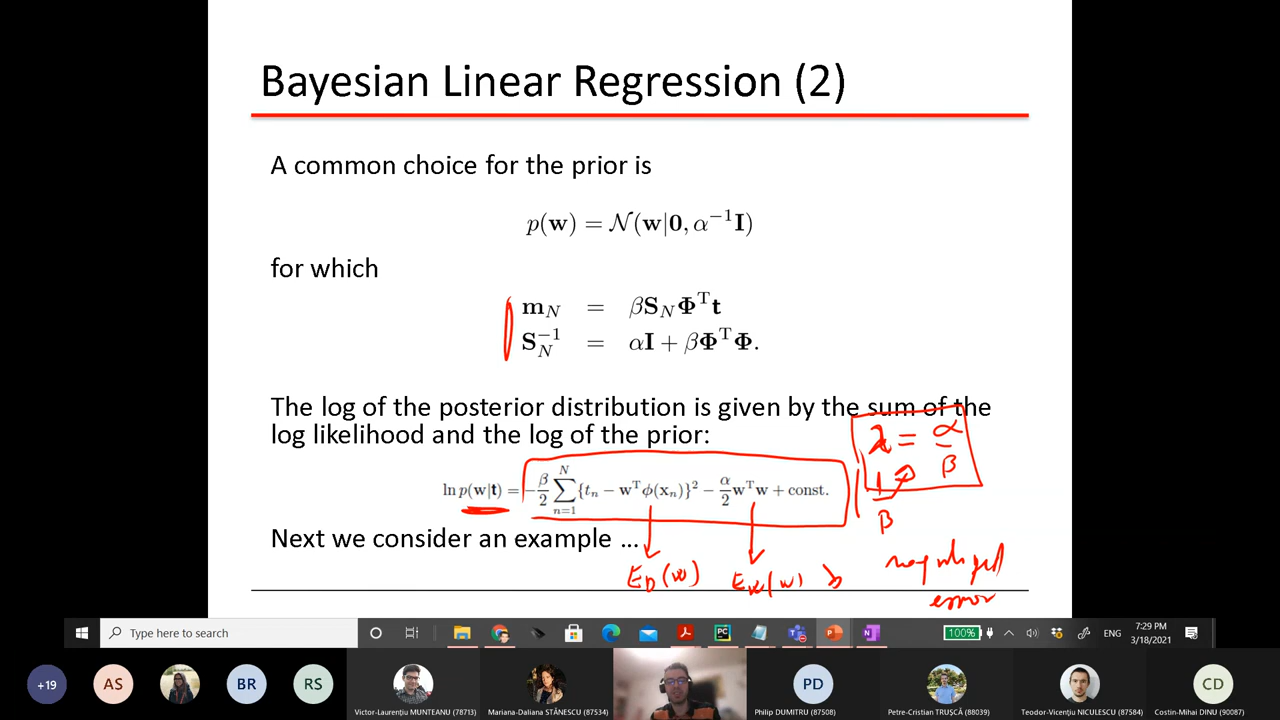 Bayesian Linear Regression (2)
A common choice for the prior is
p(w) = 𝒩(w|0, α⁻¹I)
for which
m_N = βS_NΦᵀt
S_N⁻¹ = αI + βΦᵀΦ.
The log of the posterior distribution is given by the sum of the
log likelihood and the log of the prior:
λ = α/β
ln p(w|t) = −β/2 ∑_{n=1}^{N} {t_n − wᵀϕ(x_n)}² − α/2 wᵀw + const.
1/β
Next we consider an example …
E_D(w) E_W(w)
error
Type here to search
100%
ENG
7:29 PM
3/18/2021
+19
AS
BR
RS
PD
CD
Victor-Laurențiu MUNTEANU (78713)
Mariana-Daliana STĂNESCU (87534)
Philip DUMITRU (87508)
Petre-Cristian TRUȘCĂ (88039)
Teodor-Vicențiu NICULESCU (87584)
Costin-Mihai DINU (90087)